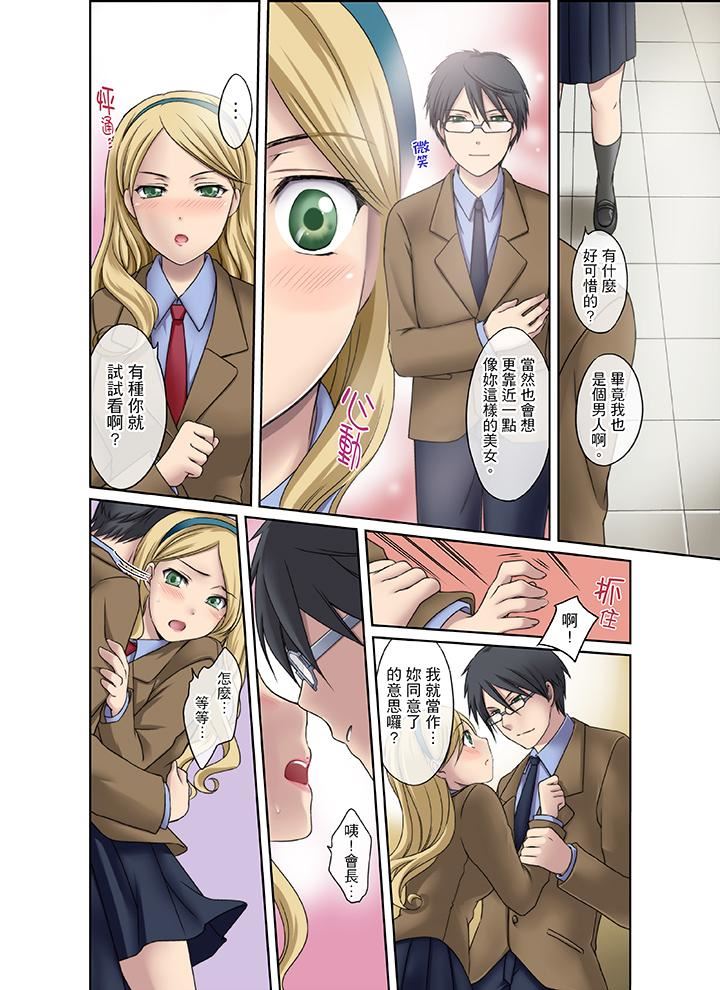 有什麼
好可惜的？
畢竟我也
是個男人啊。
微笑
當然也會想
更靠近一點
像妳這樣的美女。
心動
…
怦通…
有種你就
試試看啊？
抓住
啊！
我就當作…
妳同意了
的意思囉？
咦！會長…
怎麼…
等等…